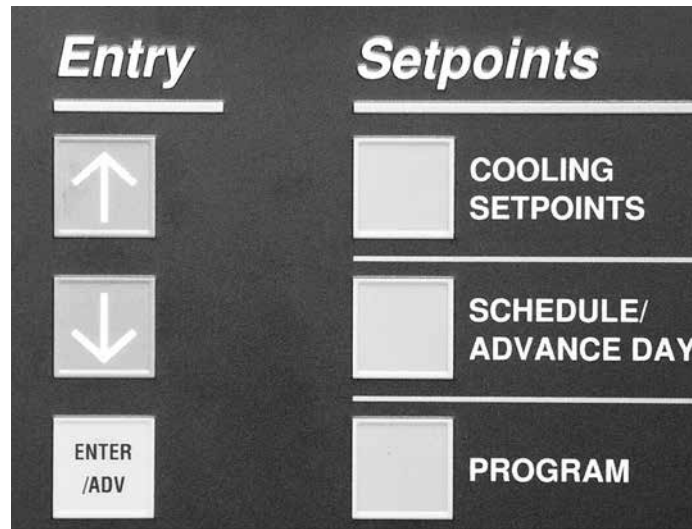 Entry
ENTER
/ADV
Setpoints
COOLING
SETPOINTS
SCHEDULE/
ADVANCE DAY
PROGRAM